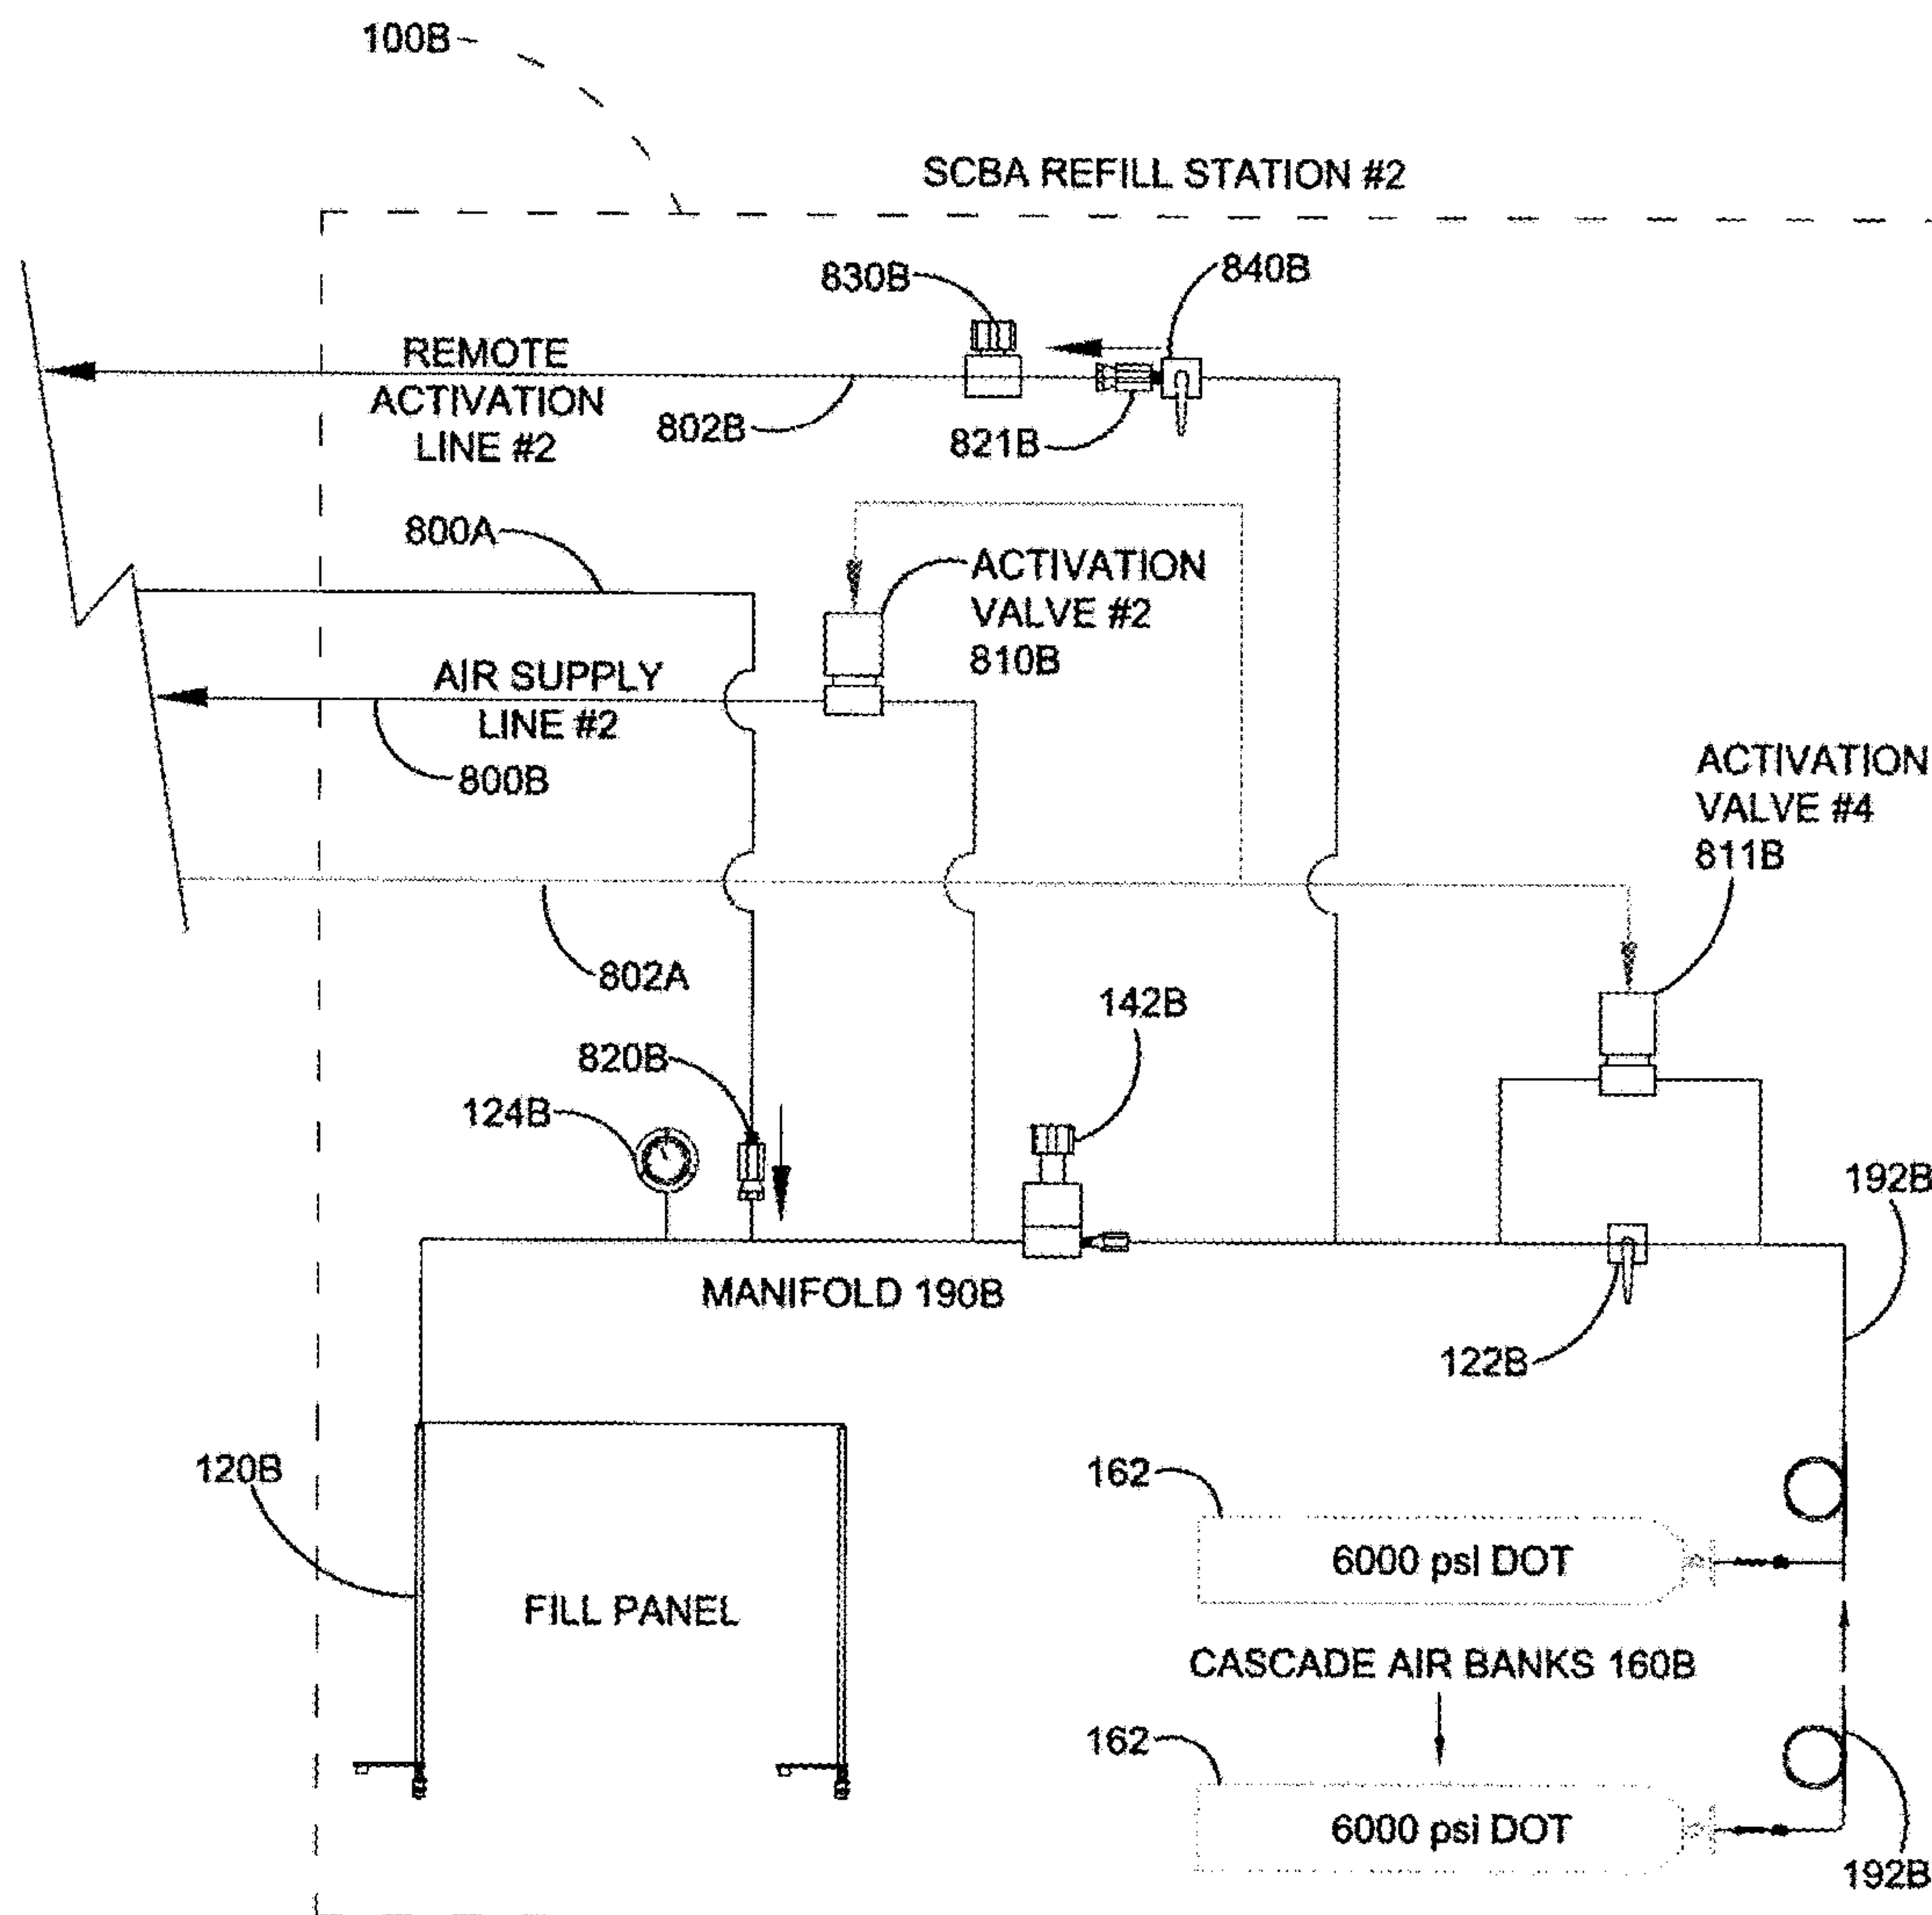 100B
SCBA REFILL STATION #2
830B
840B
REMOTE
ACTIVATION
LINE #2
802B
821B
800A
ACTIVATION
VALVE #2
810B
AIR SUPPLY
LINE #2
800B
ACTIVATION
VALVE #4
811B
802A
142B
820B
124B
192B
MANIFOLD 190B
122B
120B
162
6000 psi DOT
FILL PANEL
CASCADE AIR BANKS 160B
162
6000 psi DOT
192B